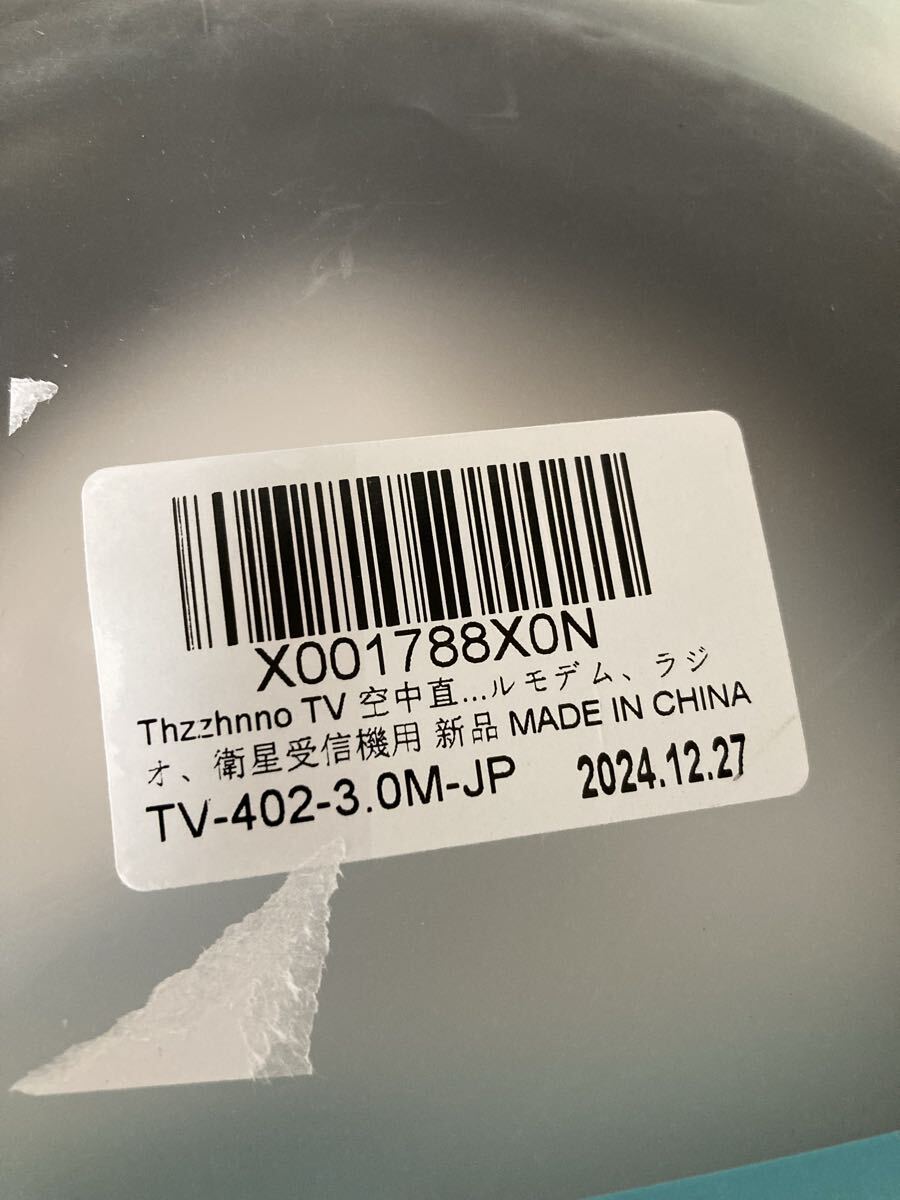 X001788X0N
Thzzhnno TV 空中直...ルモデム、ラジ
オ、衛星受信機用 新品 MADE IN CHINA
TV-402-3.0M-JP 2024.12.27